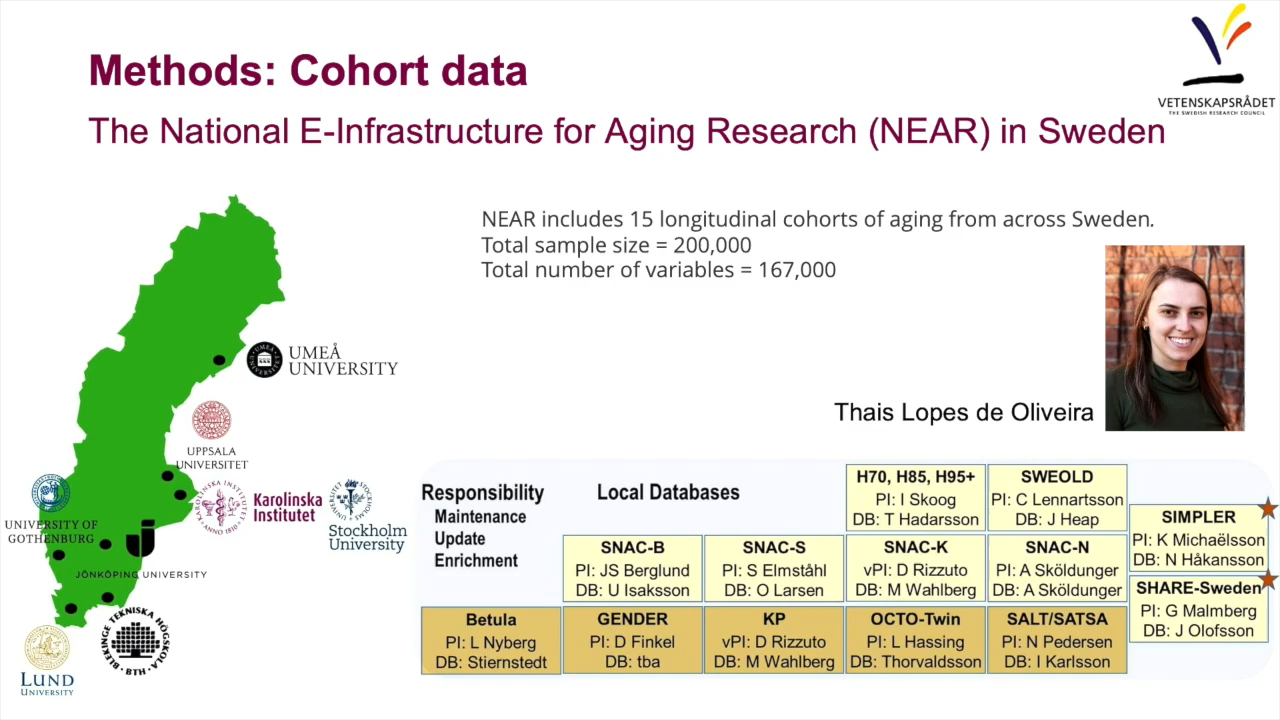 Methods: Cohort data
The National E-Infrastructure for Aging Research (NEAR) in Sweden
VETENSKAPSRÅDET
THE SWEDISH RESEARCH COUNCIL
NEAR includes 15 longitudinal cohorts of aging from across Sweden.
Total sample size = 200,000
Total number of variables = 167,000
Thais Lopes de Oliveira
UMEÅ
UNIVERSITY
UPPSALA
UNIVERSITET
Karolinska
Institutet
ANNO 1810
Stockholm
University
UNIVERSITY OF
GOTHENBURG
JÖNKÖPING UNIVERSITY
BLEKINGE TEKNISKA HÖGSKOLA
BTH
LUND
UNIVERSITY
Responsibility
Maintenance
Update
Enrichment
Local Databases
H70, H85, H95+
PI: I Skoog
DB: T Hadarsson
SWEOLD
PI: C Lennartsson
DB: J Heap
SIMPLER
PI: K Michaëlsson
DB: N Håkansson
SNAC-B
PI: JS Berglund
DB: U Isaksson
SNAC-S
PI: S Elmståhl
DB: O Larsen
SNAC-K
vPI: D Rizzuto
DB: M Wahlberg
SNAC-N
PI: A Sköldunger
DB: A Sköldunger
SHARE-Sweden
PI: G Malmberg
DB: J Olofsson
Betula
PI: L Nyberg
DB: Stiernstedt
GENDER
PI: D Finkel
DB: tba
KP
vPI: D Rizzuto
DB: M Wahlberg
OCTO-Twin
PI: L Hassing
DB: Thorvaldsson
SALT/SATSA
PI: N Pedersen
DB: I Karlsson